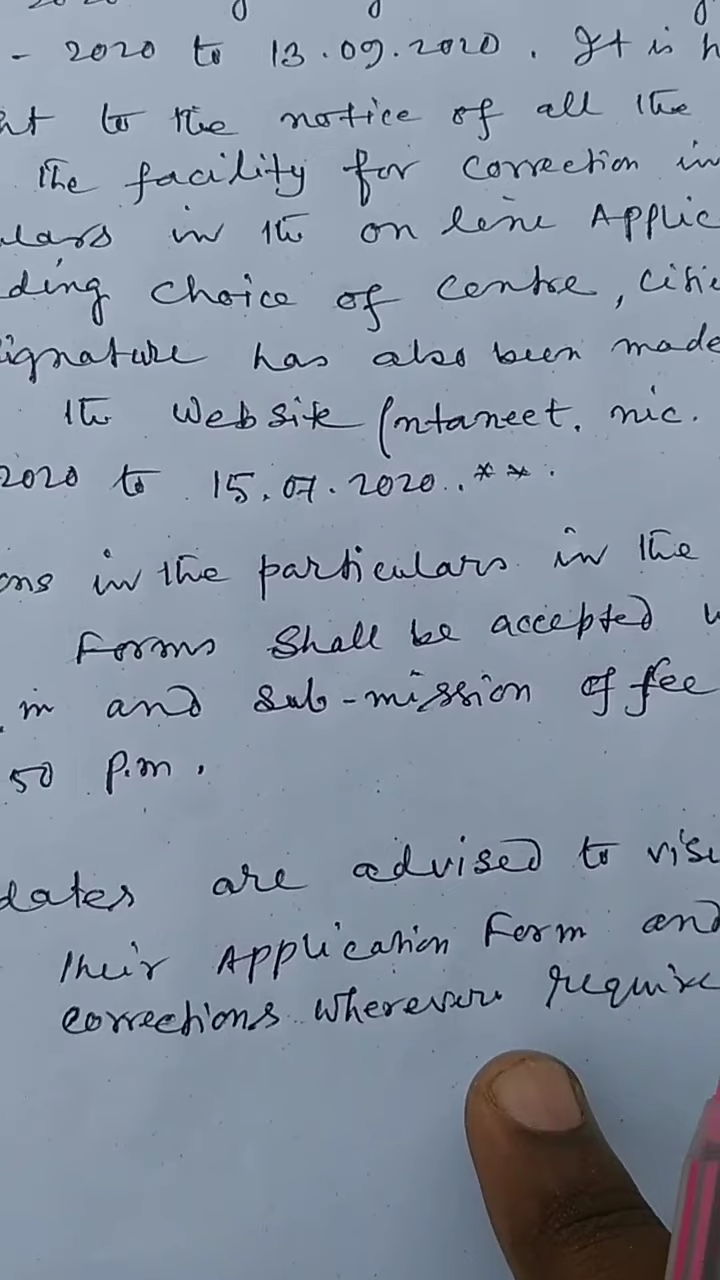 - 2020 to 13.09.2020. It is h
nt to the notice of all the
The facility for correction in
ulars in the on line Applic
ding choice of centre, citie
ignature has also been made
the Website (ntaneet. nic.
2020 to 15.07.2020..**.
ons in the particulars in the
Forms Shall be accepted u
.m and sub-mission of fee
50 P.m.
dates are advised to visi
their Application Form and
corrections wherever require